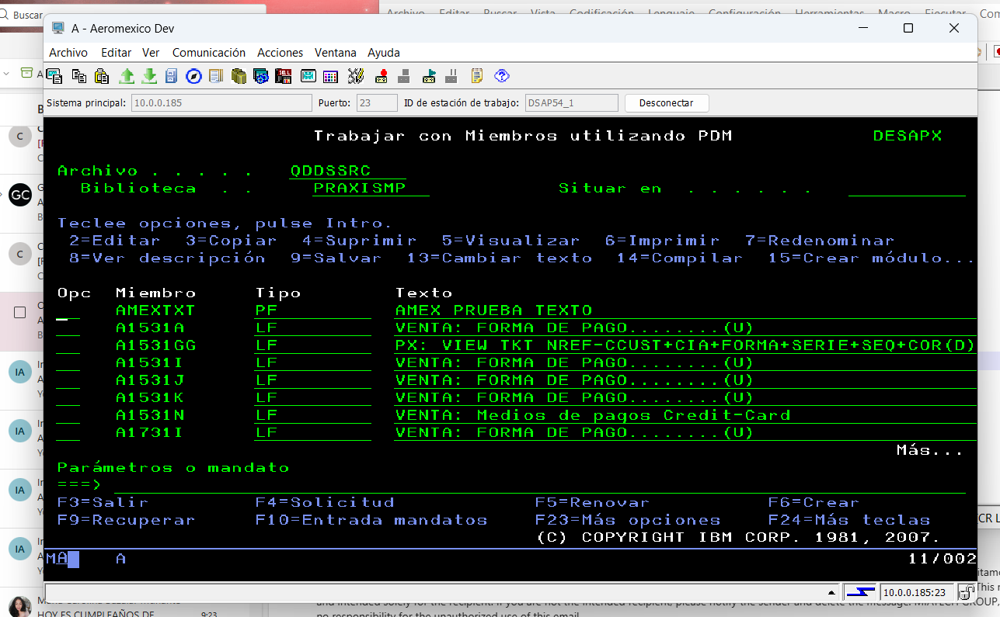 Buscar
Archivo Editar Buscar Vista Codificación Lenguaje Configuración Herramientas Macro Ejecutar
A - Aeromexico Dev
Archivo Editar Ver Comunicación Acciones Ventana Ayuda
Sistema principal: 10.0.0.185 Puerto: 23 ID de estación de trabajo: DSAP54_1 Desconectar
Trabajar con Miembros utilizando PDM DESAPX
Archivo . . . . . QDDSSRC
Biblioteca . . PRAXISMP Situar en . . . . . .
Teclee opciones, pulse Intro.
2=Editar 3=Copiar 4=Suprimir 5=Visualizar 6=Imprimir 7=Redenominar
8=Ver descripción 9=Salvar 13=Cambiar texto 14=Compilar 15=Crear módulo...
Opc Miembro Tipo Texto
AMEXTXT PF AMEX PRUEBA TEXTO
A1531A LF VENTA: FORMA DE PAGO........(U)
A1531GG LF PX: VIEW TKT NREF-CCUST+CIA+FORMA+SERIE+SEQ+COR(D)
A1531I LF VENTA: FORMA DE PAGO........(U)
A1531J LF VENTA: FORMA DE PAGO........(U)
A1531K LF VENTA: FORMA DE PAGO........(U)
A1531N LF VENTA: Medios de pagos Credit-Card
A1731I LF VENTA: FORMA DE PAGO........(U)
Más...
Parámetros o mandato
===>
F3=Salir F4=Solicitud F5=Renovar F6=Crear
F9=Recuperar F10=Entrada mandatos F23=Más opciones F24=Más teclas
(C) COPYRIGHT IBM CORP. 1981, 2007.
MA A 11/002
10.0.0.185:23
C
GC
C
IA
IA
IA
IA
HOY ES CUMPLEAÑOS DE 9:23
and intended solely for the recipient. If you are not the intended recipient, please notify the sender and delete the message. MIATECH GROUP,
no responsibility for the unauthorized use of this email